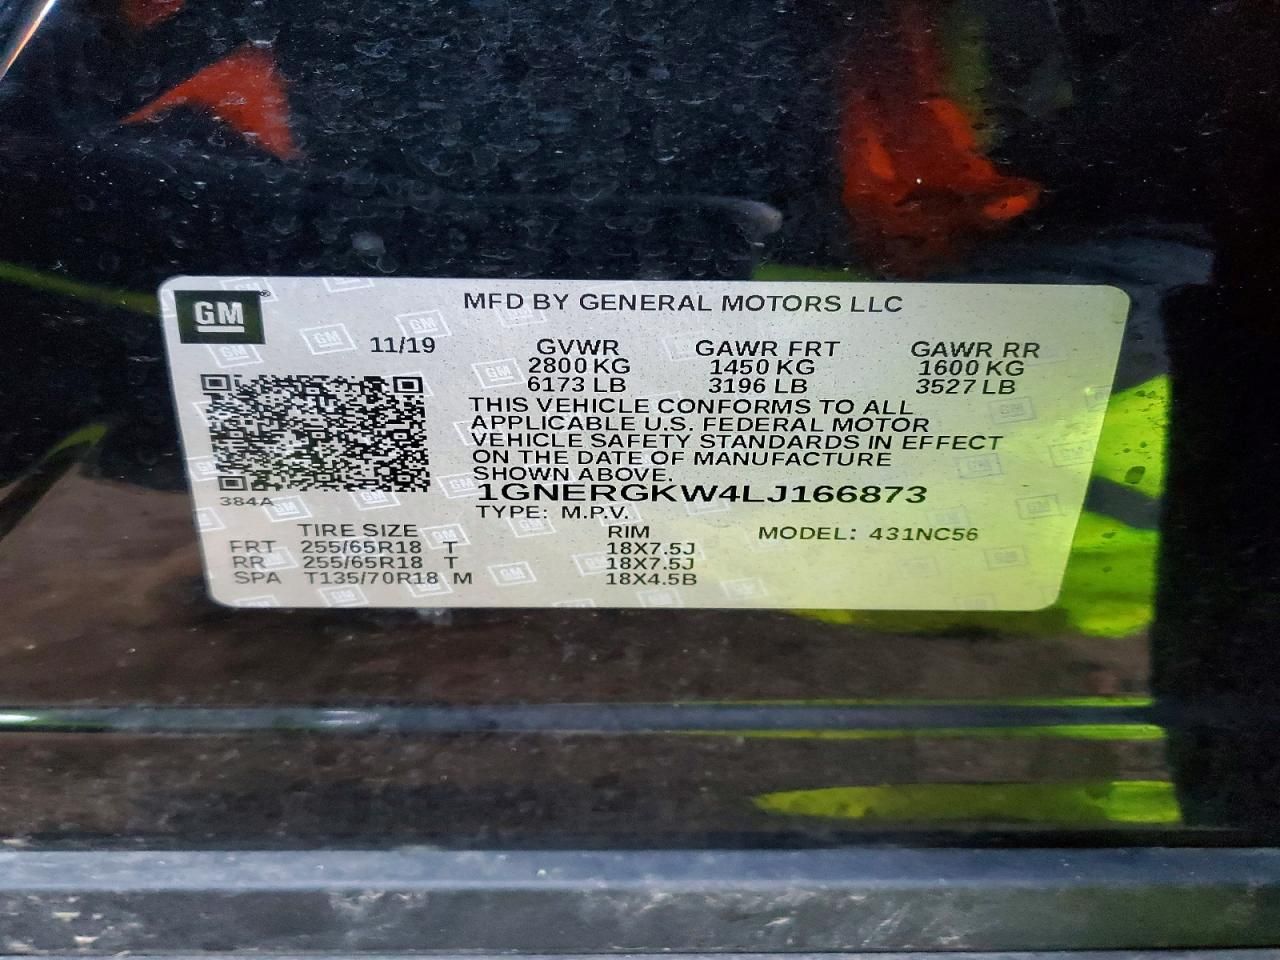 GM®
MFD BY GENERAL MOTORS LLC
11/19 GVWR GAWR FRT GAWR RR
2800 KG 1450 KG 1600 KG
6173 LB 3196 LB 3527 LB
THIS VEHICLE CONFORMS TO ALL
APPLICABLE U.S. FEDERAL MOTOR
VEHICLE SAFETY STANDARDS IN EFFECT
ON THE DATE OF MANUFACTURE
SHOWN ABOVE.
384A
1GNERGKW4LJ166873
TYPE: M.P.V.
TIRE SIZE RIM MODEL: 431NC56
FRT 255/65R18 T 18X7.5J
RR 255/65R18 T 18X7.5J
SPA T135/70R18 M 18X4.5B